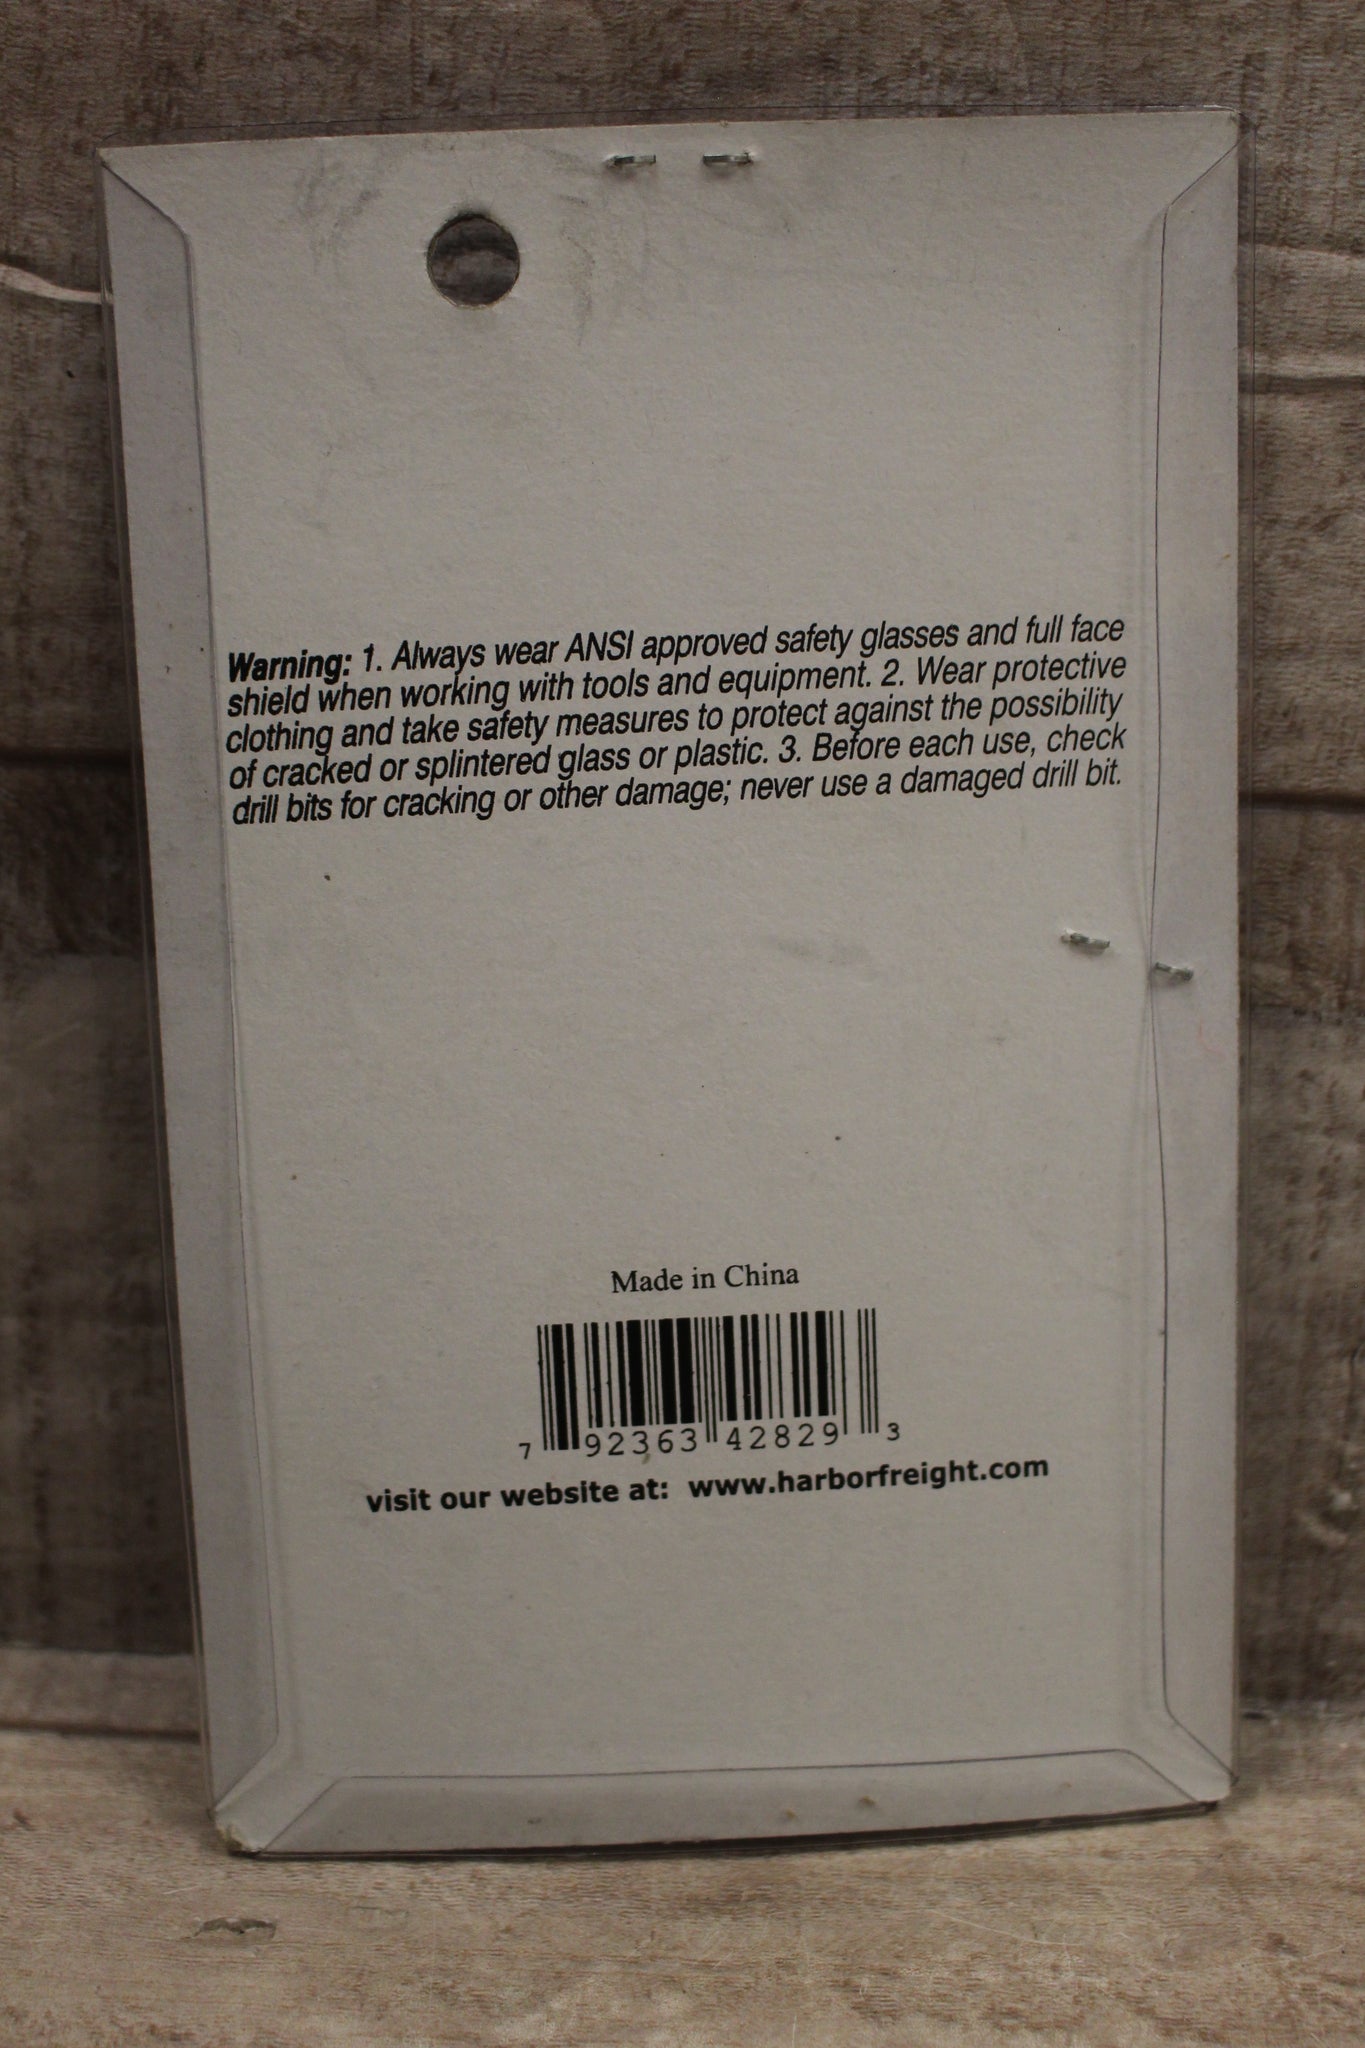 Warning: 1. Always wear ANSI approved safety glasses and full face
shield when working with tools and equipment. 2. Wear protective
clothing and take safety measures to protect against the possibility
of cracked or splintered glass or plastic. 3. Before each use, check
drill bits for cracking or other damage; never use a damaged drill bit.
Made in China
7 92363 42829 3
visit our website at: www.harborfreight.com